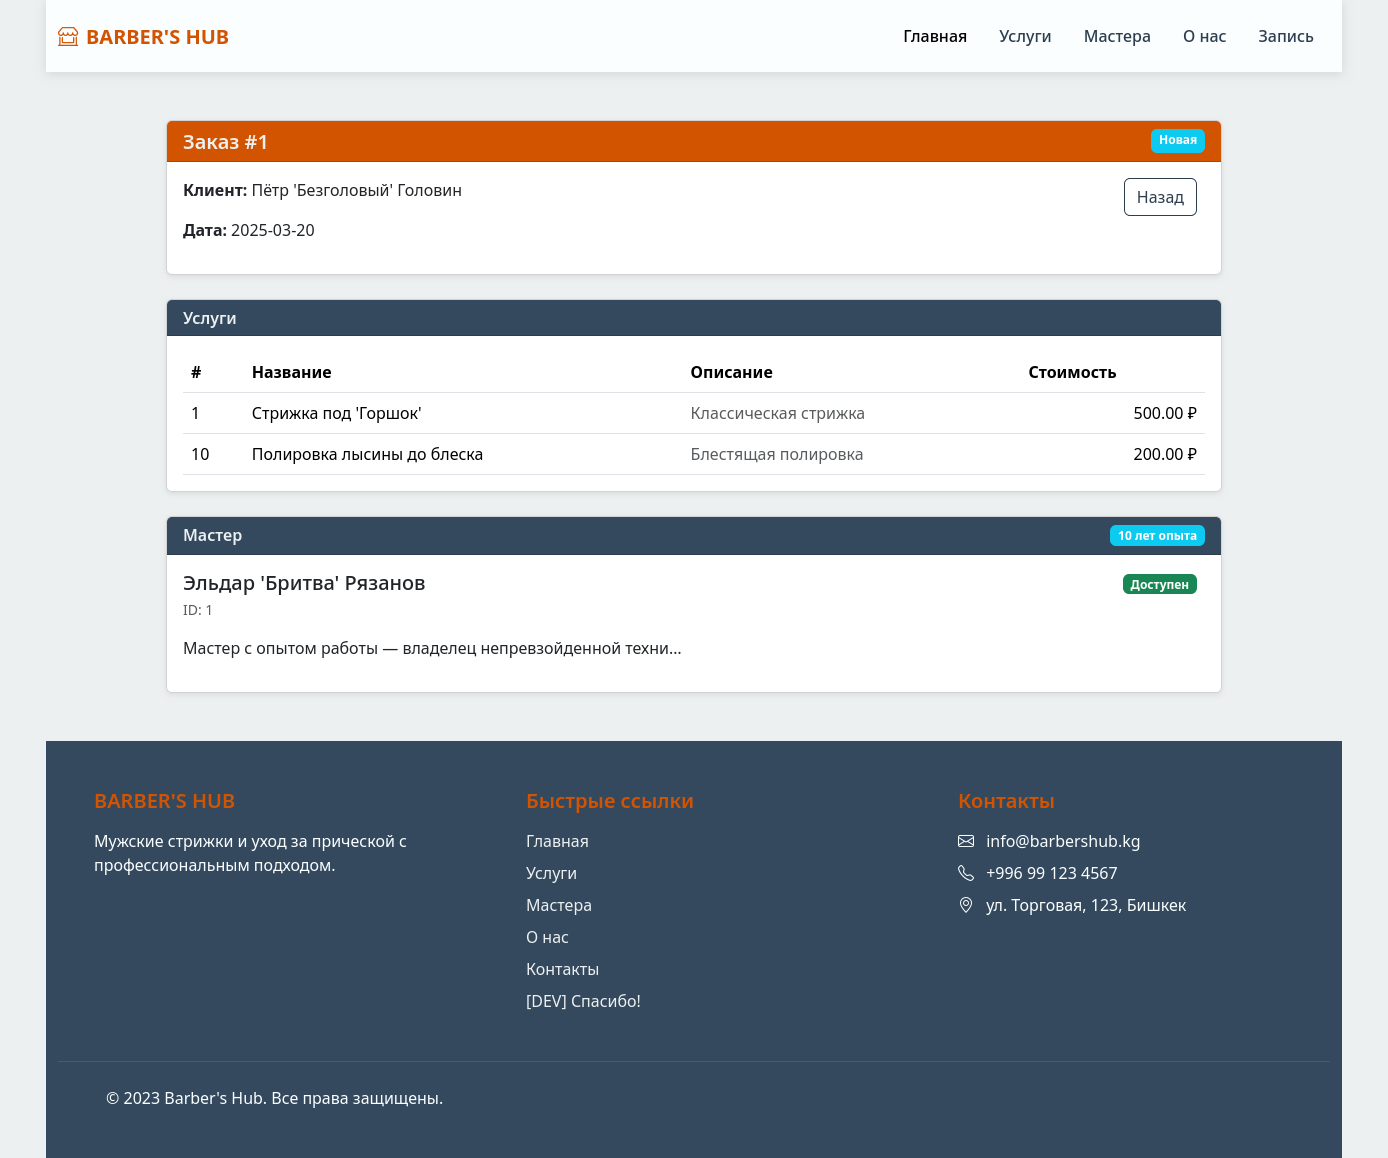 BARBER'S HUB
Главная Услуги Мастера О нас Запись
Заказ #1 Новая
Клиент: Пётр 'Безголовый' Головин Назад
Дата: 2025-03-20
Услуги
# Название Описание Стоимость
1 Стрижка под 'Горшок' Классическая стрижка 500.00 ₽
10 Полировка лысины до блеска Блестящая полировка 200.00 ₽
Мастер 10 лет опыта
Эльдар 'Бритва' Рязанов Доступен
ID: 1
Мастер с опытом работы — владелец непревзойденной техни...
BARBER'S HUB
Мужские стрижки и уход за прической с
профессиональным подходом.
Быстрые ссылки
Главная
Услуги
Мастера
О нас
Контакты
[DEV] Спасибо!
Контакты
info@barbershub.kg
+996 99 123 4567
ул. Торговая, 123, Бишкек
© 2023 Barber's Hub. Все права защищены.